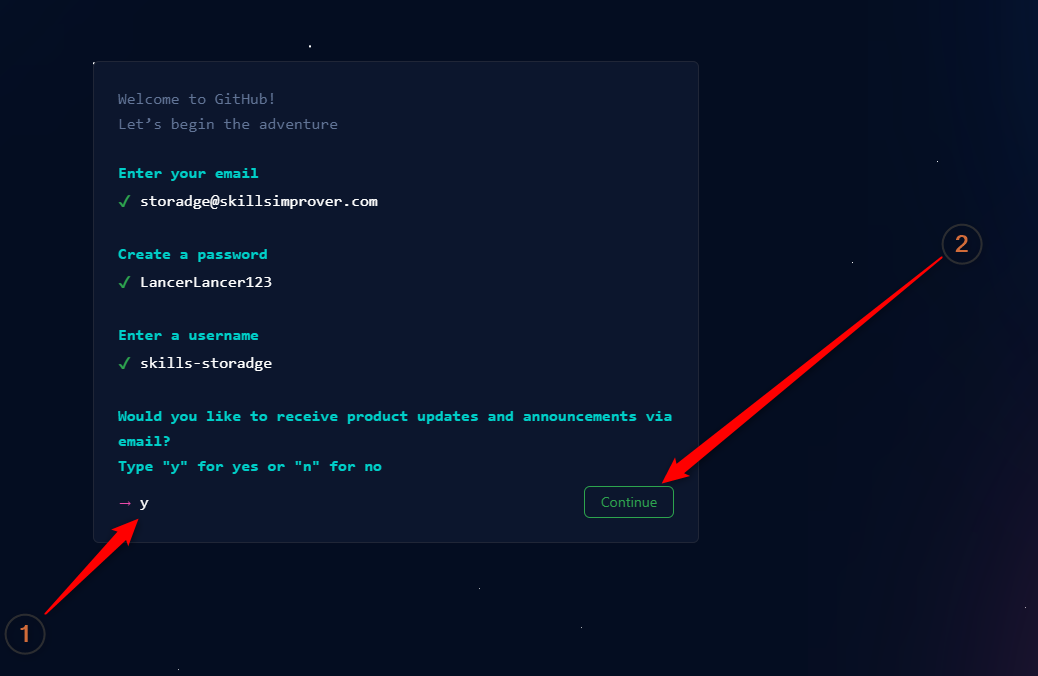 Welcome to GitHub!
Let’s begin the adventure
Enter your email
✓ storadge@skillsimprover.com
Create a password
✓ LancerLancer123
Enter a username
✓ skills-storadge
Would you like to receive product updates and announcements via
email?
Type "y" for yes or "n" for no
→ y
Continue
1
2